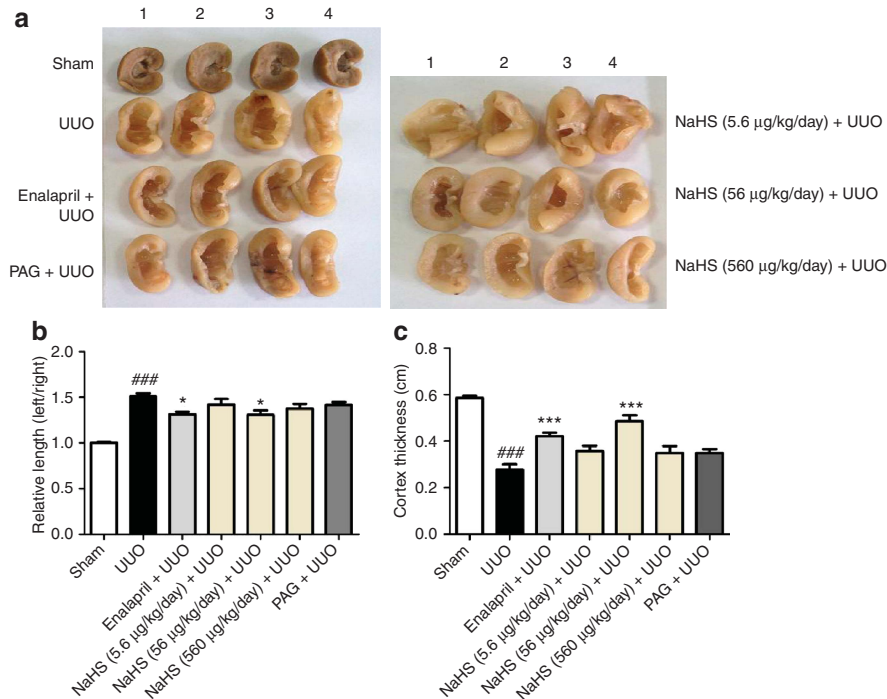 a
1 2 3 4
Sham
UUO
Enalapril +
UUO
PAG + UUO
1 2 3 4
NaHS (5.6 µg/kg/day) + UUO
NaHS (56 µg/kg/day) + UUO
NaHS (560 µg/kg/day) + UUO
b
Relative length (left/right)
2.0
1.5
1.0
0.5
0.0
###
*
*
Sham
UUO
Enalapril + UUO
NaHS (5.6 µg/kg/day) + UUO
NaHS (56 µg/kg/day) + UUO
NaHS (560 µg/kg/day) + UUO
PAG + UUO
c
Cortex thickness (cm)
0.8
0.6
0.4
0.2
0.0
###
***
***
Sham
UUO
Enalapril + UUO
NaHS (5.6 µg/kg/day) + UUO
NaHS (56 µg/kg/day) + UUO
NaHS (560 µg/kg/day) + UUO
PAG + UUO